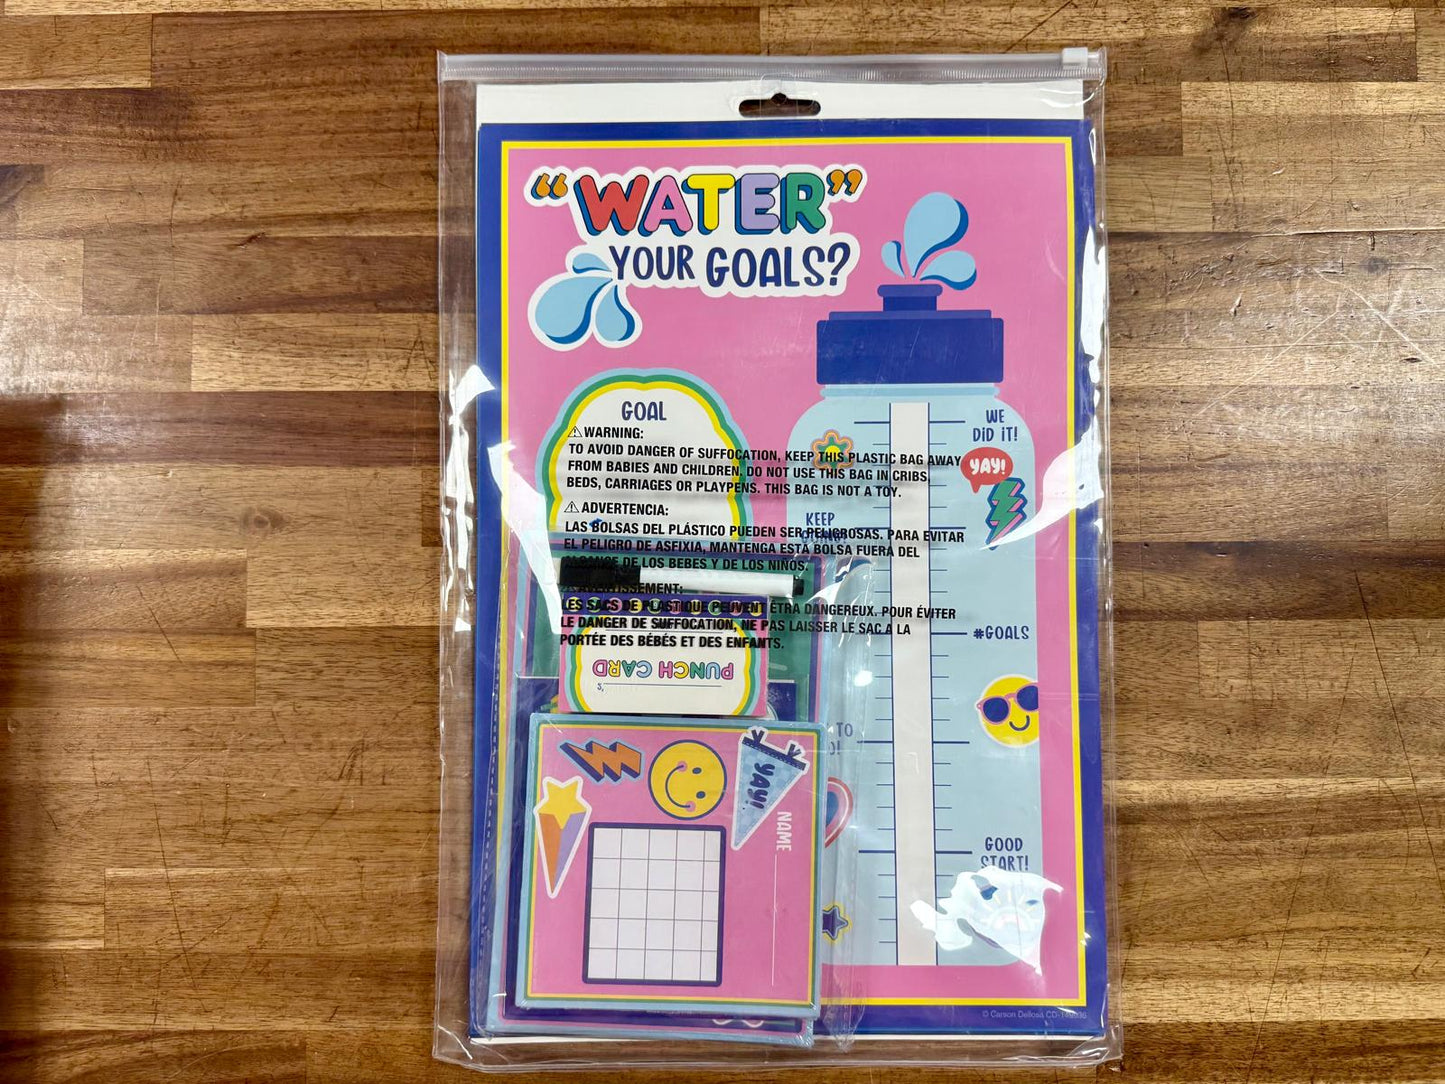 “WATER”
YOUR GOALS?
GOAL
WE
DID IT!
YAY!
⚠WARNING:
TO AVOID DANGER OF SUFFOCATION, KEEP THIS PLASTIC BAG AWAY
FROM BABIES AND CHILDREN. DO NOT USE THIS BAG IN CRIBS,
BEDS, CARRIAGES OR PLAYPENS. THIS BAG IS NOT A TOY.
⚠ADVERTENCIA:
LAS BOLSAS DEL PLÁSTICO PUEDEN SER PELIGROSAS. PARA EVITAR
EL PELIGRO DE ASFIXIA, MANTENGA ESTA BOLSA FUERA DEL
ALCANCE DE LOS BEBES Y DE LOS NIÑOS.
⚠AVERTISSEMENT:
LES SACS DE PLASTIQUE PEUVENT ÊTRA DANGEREUX. POUR ÉVITER
LE DANGER DE SUFFOCATION, NE PAS LAISSER LE SAC A LA
PORTÉE DES BÉBÉS ET DES ENFANTS.
KEEP
#GOALS
TO
GOOD
START!
'S
PUNCH CARD
YAY!
NAME
© Carson Dellosa CD-149036